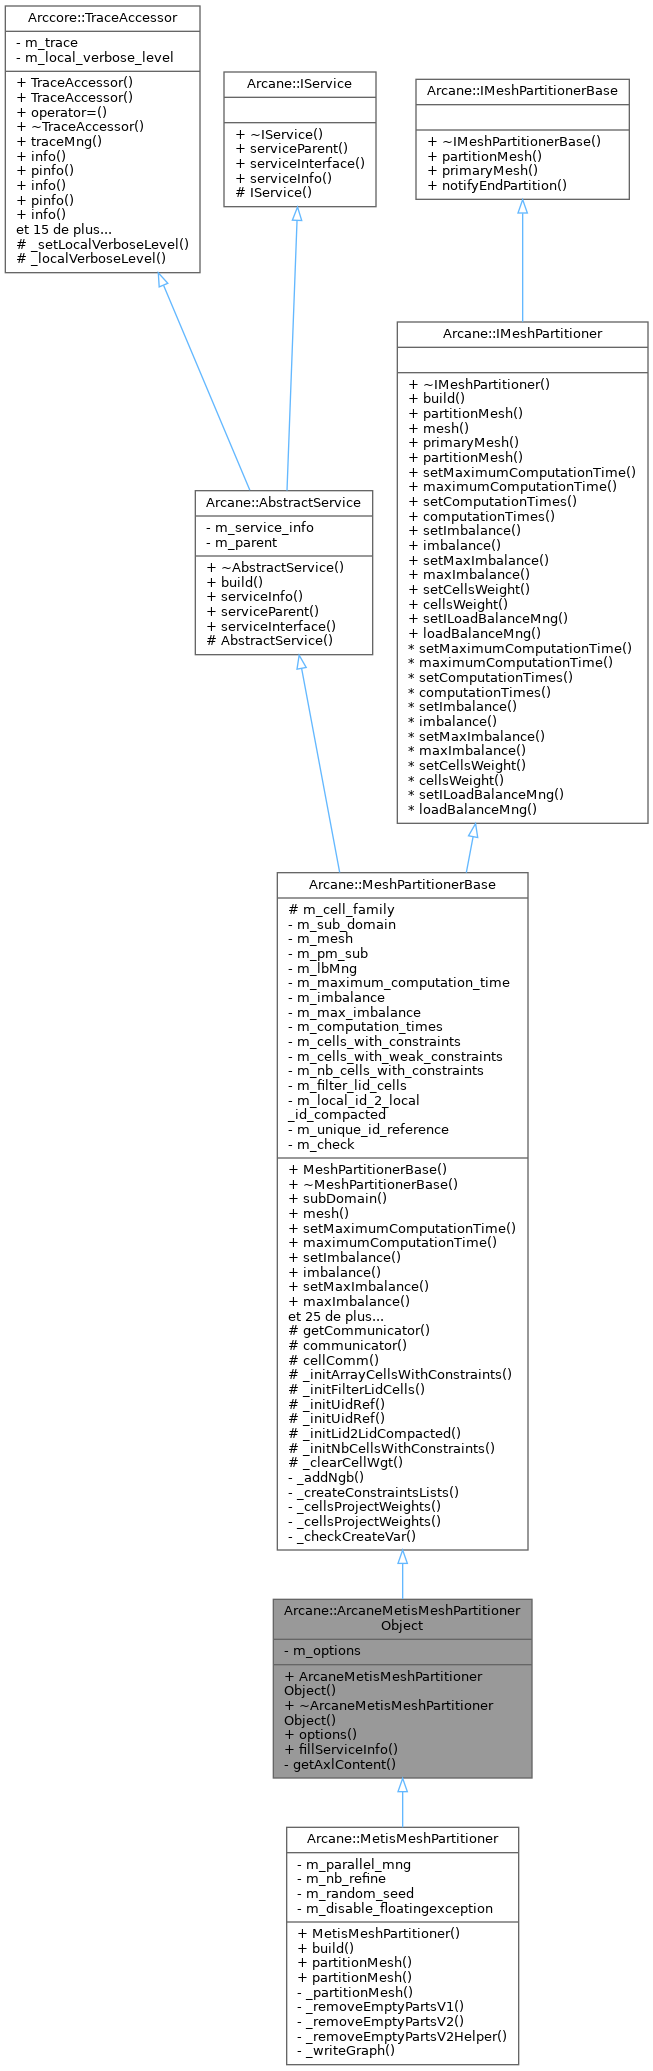 Arccore::TraceAccessor
- m_trace
- m_local_verbose_level
+ TraceAccessor()
+ TraceAccessor()
+ operator=()
+ ~TraceAccessor()
+ traceMng()
+ info()
+ pinfo()
+ info()
+ pinfo()
+ info()
et 15 de plus...
# _setLocalVerboseLevel()
# _localVerboseLevel()
Arcane::IService
+ ~IService()
+ serviceParent()
+ serviceInterface()
+ serviceInfo()
# IService()
Arcane::IMeshPartitionerBase
+ ~IMeshPartitionerBase()
+ partitionMesh()
+ primaryMesh()
+ notifyEndPartition()
Arcane::IMeshPartitioner
+ ~IMeshPartitioner()
+ build()
+ partitionMesh()
+ mesh()
+ primaryMesh()
+ partitionMesh()
+ setMaximumComputationTime()
+ maximumComputationTime()
+ setComputationTimes()
+ computationTimes()
+ setImbalance()
+ imbalance()
+ setMaxImbalance()
+ maxImbalance()
+ setCellsWeight()
+ cellsWeight()
+ setILoadBalanceMng()
+ loadBalanceMng()
* setMaximumComputationTime()
* maximumComputationTime()
* setComputationTimes()
* computationTimes()
* setImbalance()
* imbalance()
* setMaxImbalance()
* maxImbalance()
* setCellsWeight()
* cellsWeight()
* setILoadBalanceMng()
* loadBalanceMng()
Arcane::AbstractService
- m_service_info
- m_parent
+ ~AbstractService()
+ build()
+ serviceInfo()
+ serviceParent()
+ serviceInterface()
# AbstractService()
Arcane::MeshPartitionerBase
# m_cell_family
- m_sub_domain
- m_mesh
- m_pm_sub
- m_lbMng
- m_maximum_computation_time
- m_imbalance
- m_max_imbalance
- m_computation_times
- m_cells_with_constraints
- m_cells_with_weak_constraints
- m_nb_cells_with_constraints
- m_filter_lid_cells
- m_local_id_2_local
_id_compacted
- m_unique_id_reference
- m_check
+ MeshPartitionerBase()
+ ~MeshPartitionerBase()
+ subDomain()
+ mesh()
+ setMaximumComputationTime()
+ maximumComputationTime()
+ setImbalance()
+ imbalance()
+ setMaxImbalance()
+ maxImbalance()
et 25 de plus...
# getCommunicator()
# communicator()
# cellComm()
# _initArrayCellsWithConstraints()
# _initFilterLidCells()
# _initUidRef()
# _initUidRef()
# _initLid2LidCompacted()
# _initNbCellsWithConstraints()
# _clearCellWgt()
- _addNgb()
- _createConstraintsLists()
- _cellsProjectWeights()
- _cellsProjectWeights()
- _checkCreateVar()
Arcane::ArcaneMetisMeshPartitioner
Object
- m_options
+ ArcaneMetisMeshPartitioner
Object()
+ ~ArcaneMetisMeshPartitioner
Object()
+ options()
+ fillServiceInfo()
- getAxlContent()
Arcane::MetisMeshPartitioner
- m_parallel_mng
- m_nb_refine
- m_random_seed
- m_disable_floatingexception
+ MetisMeshPartitioner()
+ build()
+ partitionMesh()
+ partitionMesh()
- _partitionMesh()
- _removeEmptyPartsV1()
- _removeEmptyPartsV2()
- _removeEmptyPartsV2Helper()
- _writeGraph()